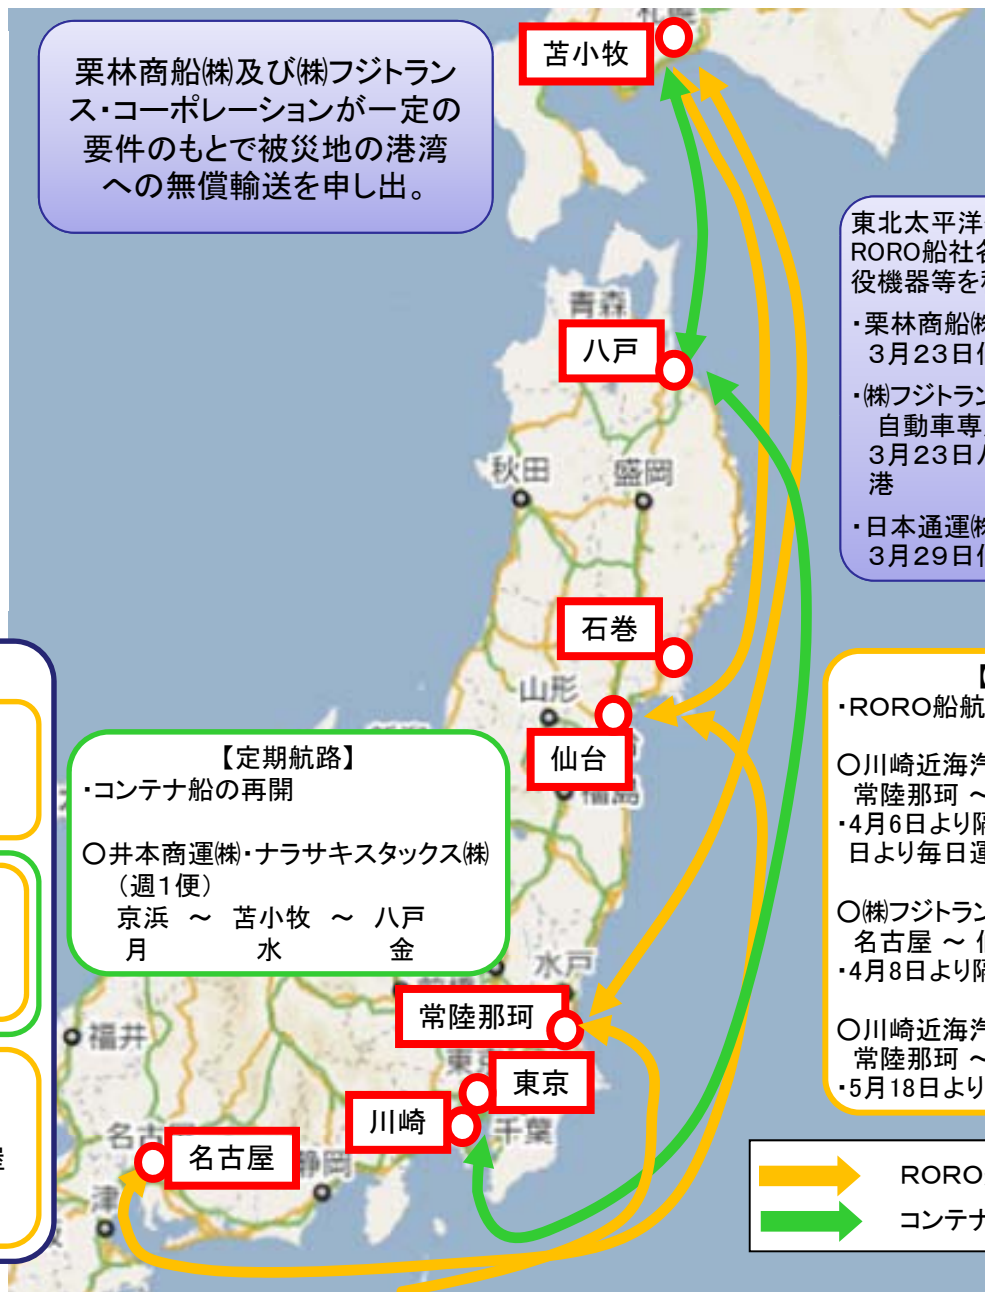 栗林商船㈱及び㈱フジトラン
ス・コーポレーションが一定の
要件のもとで被災地の港湾
への無償輸送を申し出。
苫小牧
東北太平洋
RORO船社名
役機器等を
・栗林商船㈱
3月23日
・㈱フジトラン
自動車専
3月23日
港
・日本通運㈱
3月29日
青森
八戸
秋田
盛岡
石巻
山形
仙台
福島
【定期航路】
・コンテナ船の再開
○井本商運㈱・ナラサキスタックス㈱
(週1便)
京浜 ～ 苫小牧 ～ 八戸
月 水 金
【
・RORO船航
○川崎近海汽
常陸那珂 ～
・4月6日より隔
日より毎日運
○㈱フジトラン
名古屋 ～
・4月8日より隔
○川崎近海汽
常陸那珂 ～
・5月18日より
水戸
常陸那珂
福井
東京
川崎
千葉
名古屋
静岡
津
RORO
コンテナ